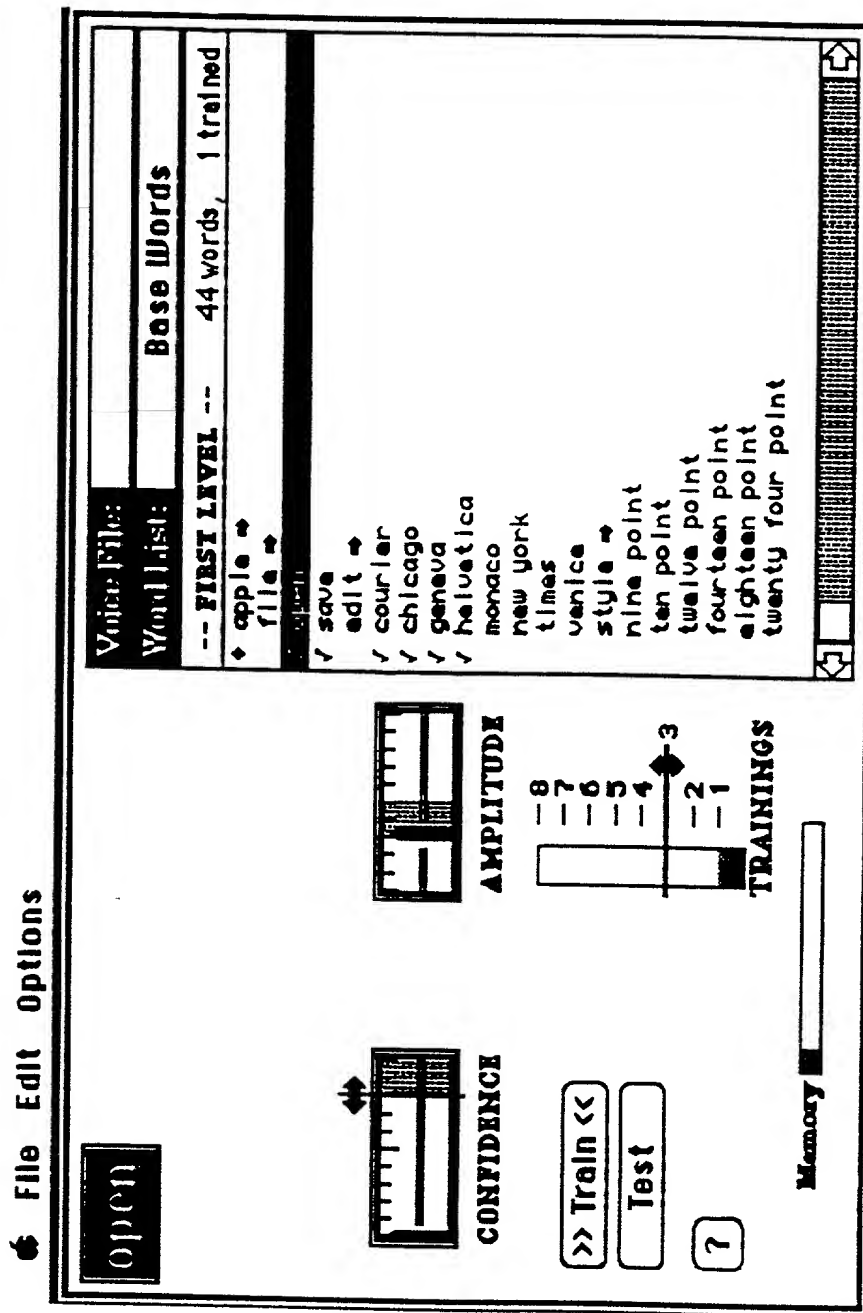 File Edit Options
open
Voice File:
Word List: Base Words
-- FIRST LEVEL -- 44 words, 1 trained
apple ➡
file ➡
open
✓ save
edit ➡
✓ courier
✓ chicago
✓ geneva
✓ helvetica
monaco
new york
times
venice
style ➡
nine point
ten point
twelve point
fourteen point
eighteen point
twenty four point
CONFIDENCE
AMPLITUDE
>> Train <<
Test
?
8
7
6
5
4
3
2
1
TRAININGS
Memory